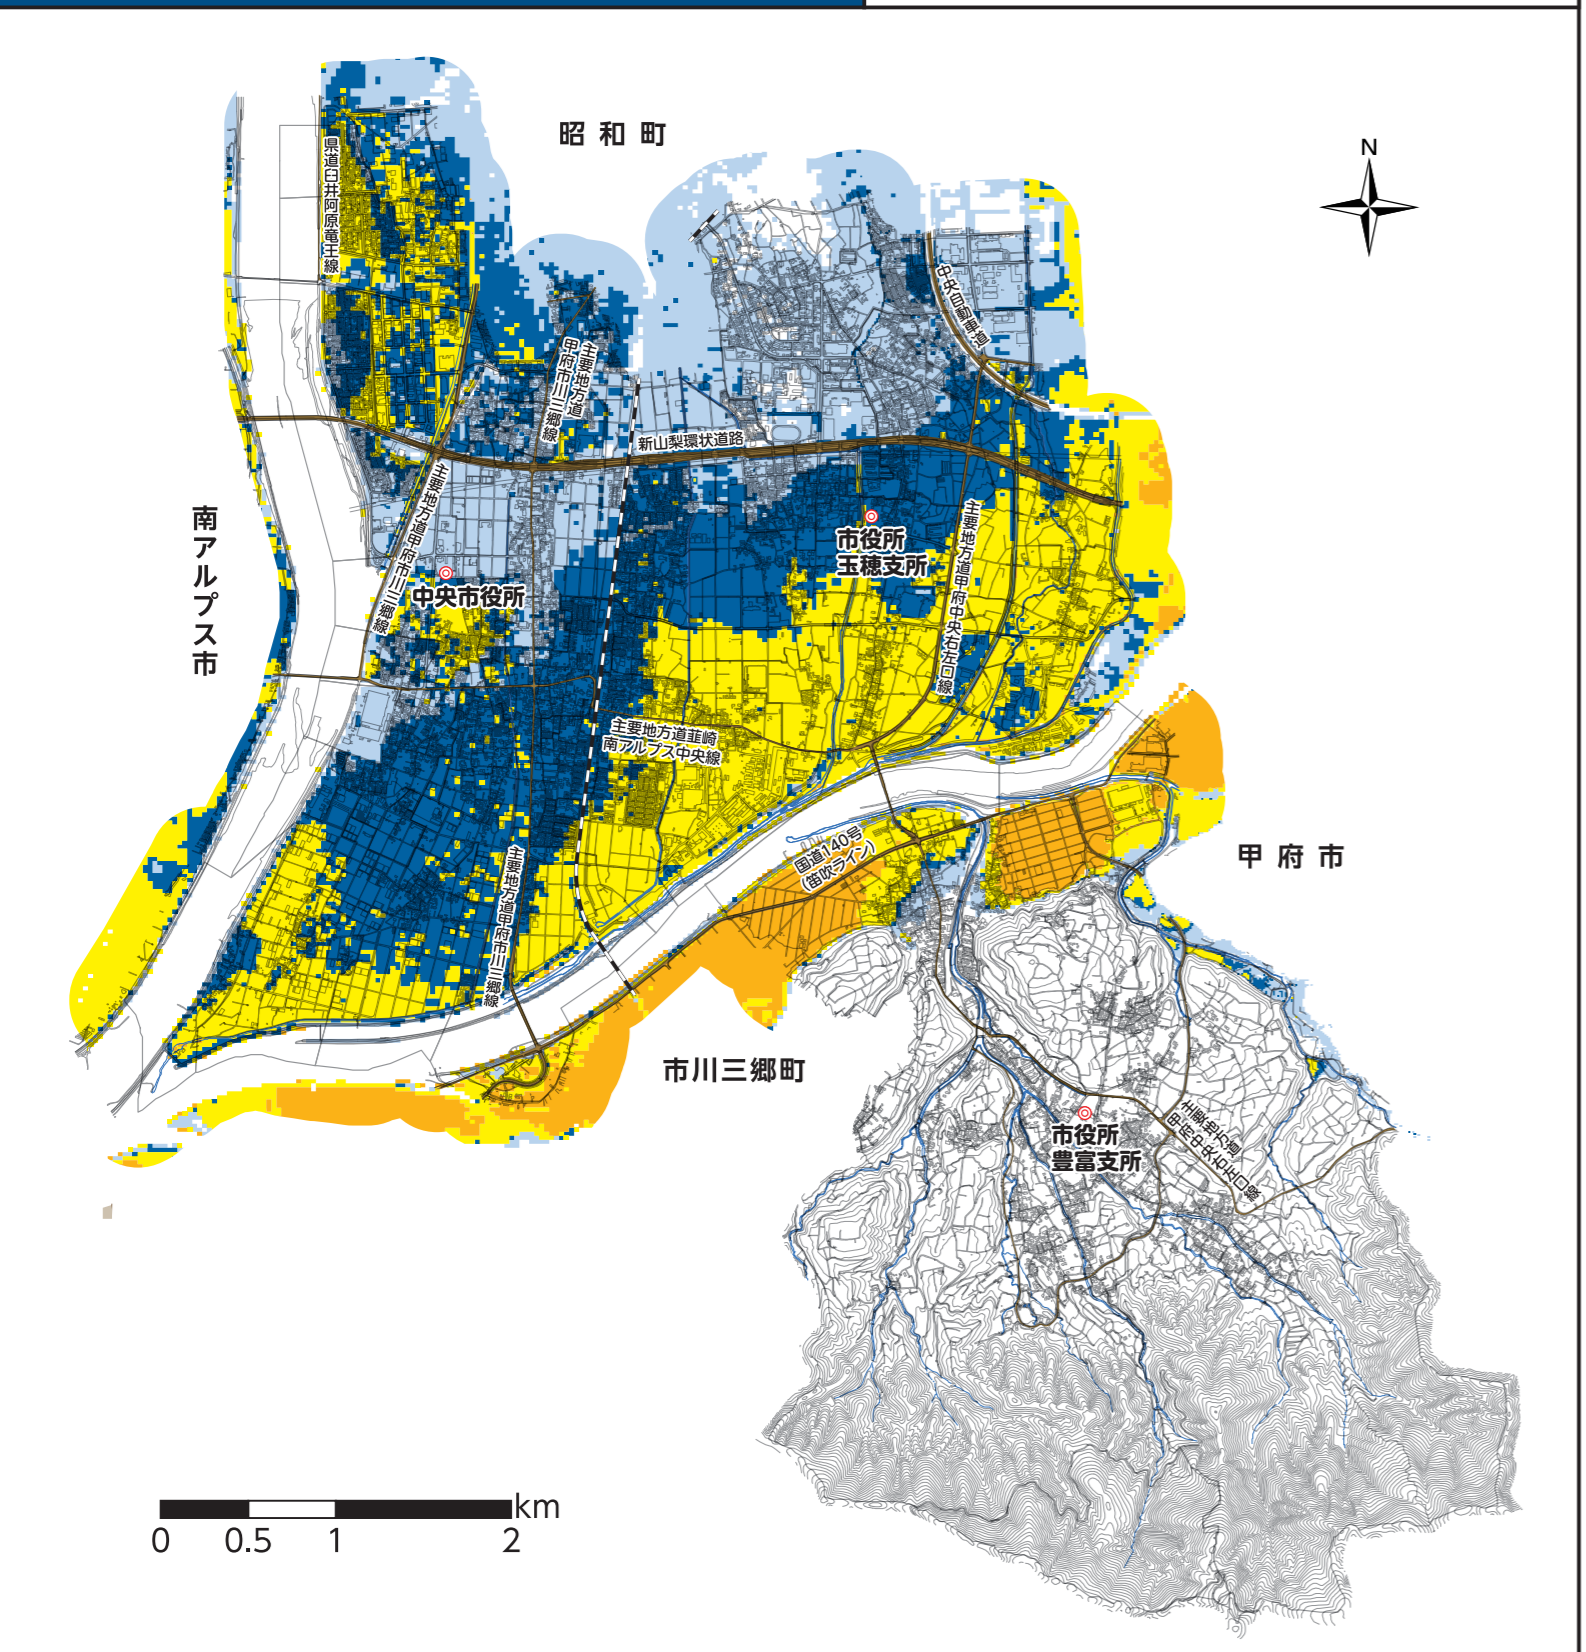 昭和町
N
県道臼井阿原竜王線
中央自動車道
主要地方道
甲府市川三郷線
新山梨環状道路
主要地方道甲府市川三郷線
南アルプス市
市役所
玉穂支所
主要地方道甲府中央右左口線
中央市役所
主要地方道韮崎
南アルプス中央線
国道140号
(笛吹ライン)
甲府市
主要地方道甲府市川三郷線
市川三郷町
市役所
豊富支所
主要地方道
甲府中央右左口線
km
0 0.5 1 2